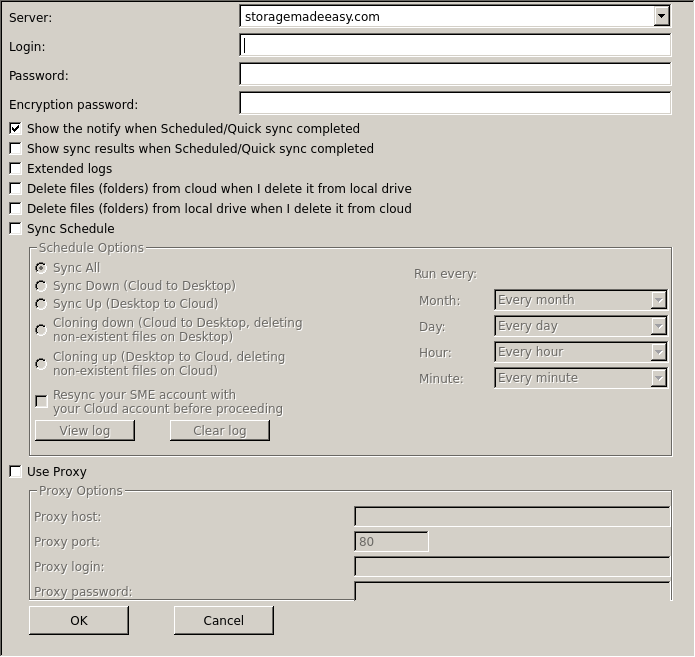 Server: storagemadeeasy.com
Login:
Password:
Encryption password:
Show the notify when Scheduled/Quick sync completed
Show sync results when Scheduled/Quick sync completed
Extended logs
Delete files (folders) from cloud when I delete it from local drive
Delete files (folders) from local drive when I delete it from cloud
Sync Schedule
Schedule Options
Sync All
Sync Down (Cloud to Desktop)
Sync Up (Desktop to Cloud)
Cloning down (Cloud to Desktop, deleting
non-existent files on Desktop)
Cloning up (Desktop to Cloud, deleting
non-existent files on Cloud)
Resync your SME account with
your Cloud account before proceeding
View log Clear log
Run every:
Month: Every month
Day: Every day
Hour: Every hour
Minute: Every minute
Use Proxy
Proxy Options
Proxy host:
Proxy port: 80
Proxy login:
Proxy password:
OK Cancel